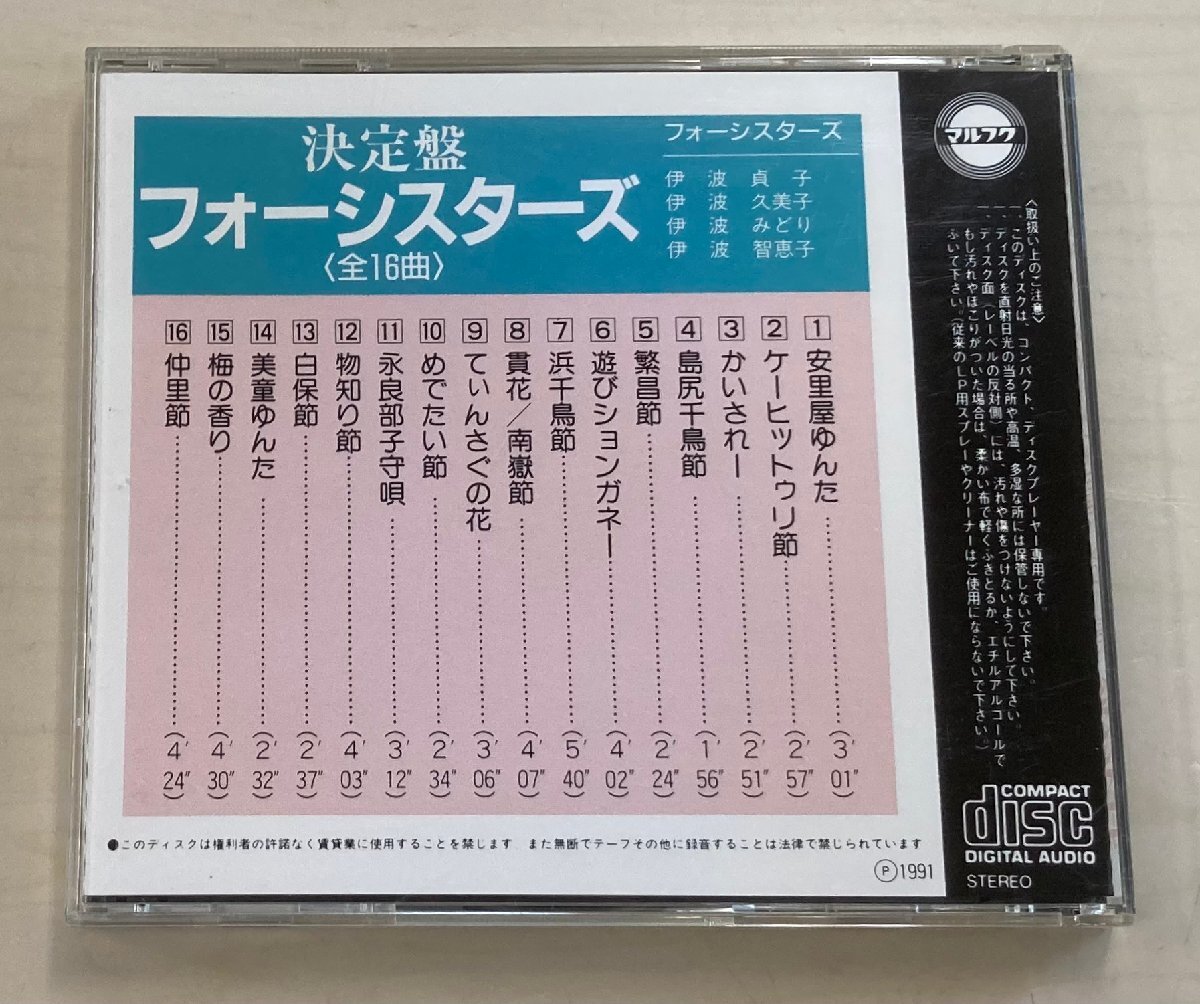 決定盤
フォーシスターズ
〈全16曲〉
フォーシスターズ
伊波貞子
伊波久美子
伊波みどり
伊波智恵子
1 安里屋ゆんた (3′01″)
2 ケーヒットゥリ節 (2′57″)
3 かいされー (2′51″)
4 島尻千鳥節 (1′56″)
5 繁昌節 (2′24″)
6 遊びションガネー (4′02″)
7 浜千鳥節 (5′40″)
8 貫花／南嶽節 (4′07″)
9 てぃんさぐの花 (3′06″)
10 めでたい節 (2′34″)
11 永良部子守唄 (3′12″)
12 物知り節 (4′03″)
13 白保節 (2′37″)
14 美童ゆんた (2′32″)
15 梅の香り (4′30″)
16 仲里節 (4′24″)
●このディスクは権利者の許諾なく賃貸業に使用することを禁じます また無断でテープその他に録音することは法律で禁じられています
Ⓟ1991
マルフク
〈取扱い上のご注意〉
一、このディスクは、コンパクト、ディスクプレーヤー専用です。
一、ディスクを直射日光の当る所や高温、多湿な所には保管しないで下さい。
一、ディスク面（レーベルの反対側）には、汚れや傷をつけないようにして下さい。
もし汚れやほこりがついた場合は、柔かい布で軽くふきとるか、エチルアルコールで
ふいて下さい。（従来のLP用スプレーやクリーナーはご使用にならないで下さい。）
COMPACT
disc
DIGITAL AUDIO
STEREO